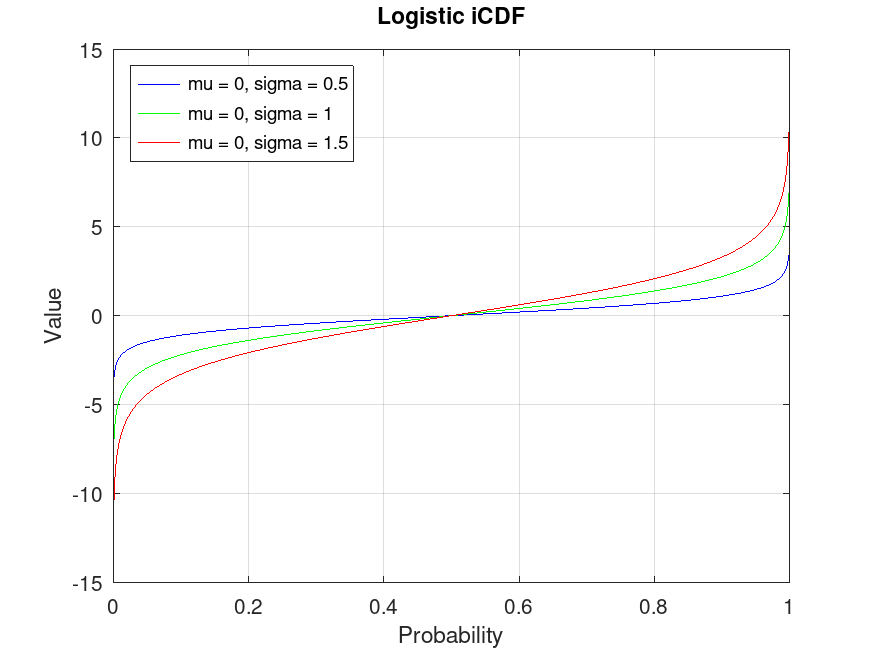 Logistic iCDF
mu = 0, sigma = 0.5
mu = 0, sigma = 1
mu = 0, sigma = 1.5
15
10
5
0
-5
-10
-15
Value
0
0.2
0.4
0.6
0.8
1
Probability